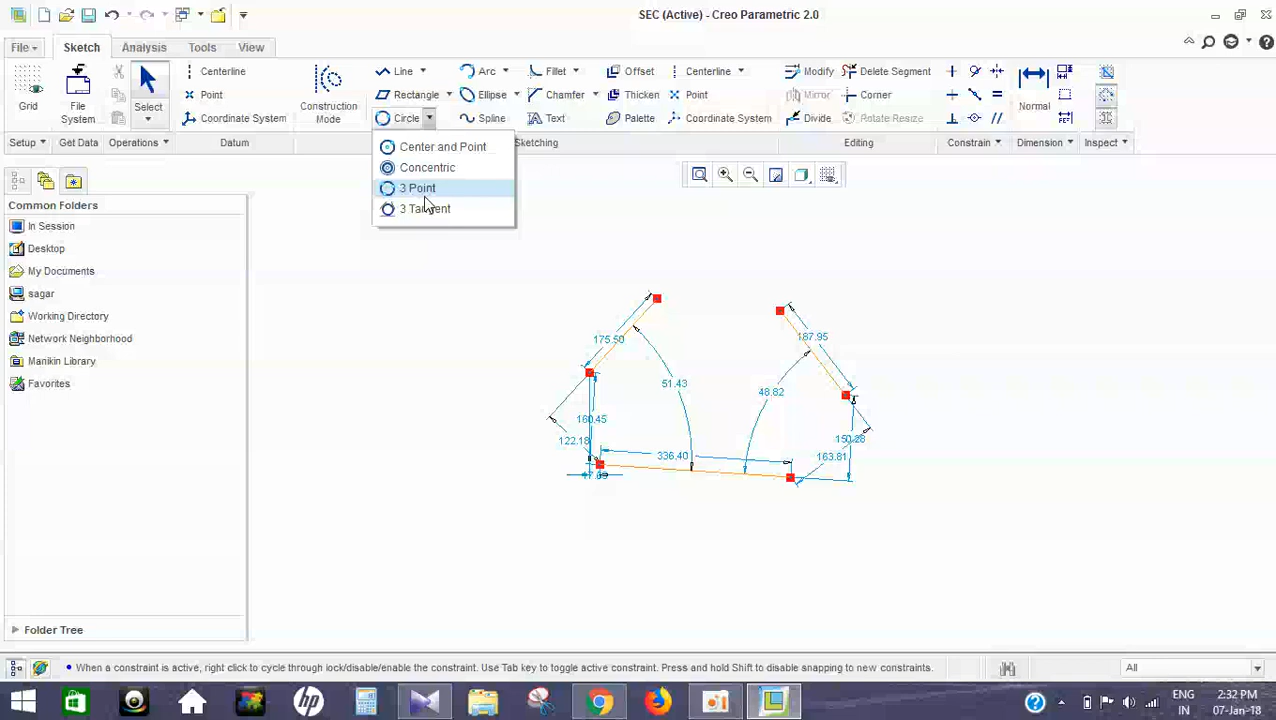 SEC (Active) - Creo Parametric 2.0
File Sketch Analysis Tools View
Grid
File System
Select
Centerline
Point
Coordinate System
Construction Mode
Line Arc Fillet Offset Centerline Modify Delete Segment
Rectangle Ellipse Chamfer Thicken Point Mirror Corner
Circle Spline Text Palette Coordinate System Divide Rotate Resize
Normal
Setup Get Data Operations Sketching Editing Constrain Dimension Inspect
Center and Point
Concentric
3 Point
3 Tangent
Common Folders
In Session
Desktop
My Documents
sagar
Working Directory
Network Neighborhood
Manikin Library
Favorites
Folder Tree
175.50
187.95
51.43
48.82
160.45
122.18
150.28
336.40
163.81
When a constraint is active, right click to cycle through lock/disable/enable the constraint. Use Tab key to toggle active constraint. Press and hold Shift to disable snapping to new constraints.
All
ENG
IN
2:32 PM
07-Jan-18